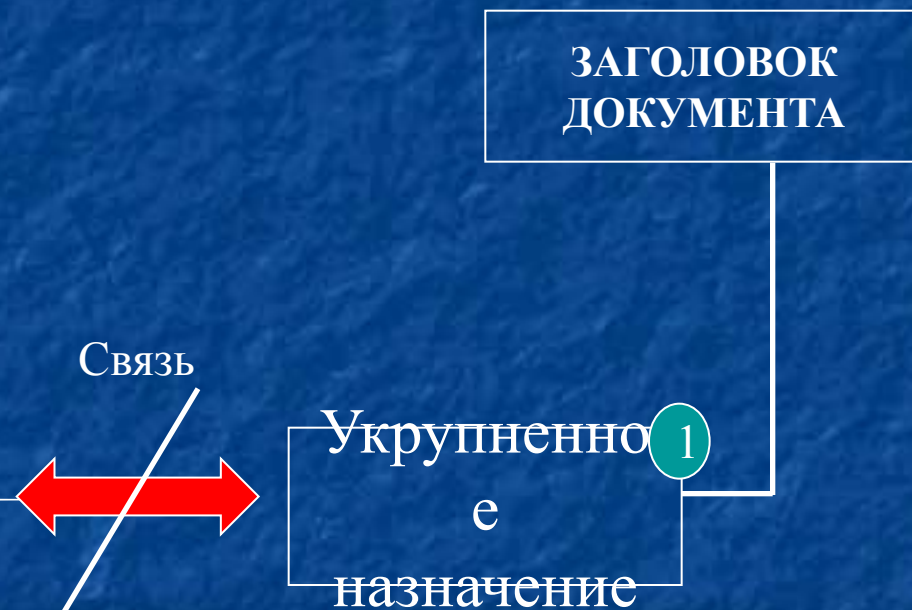 ЗАГОЛОВОК
ДОКУМЕНТА
Связь
Укрупненно
1
е
назначение